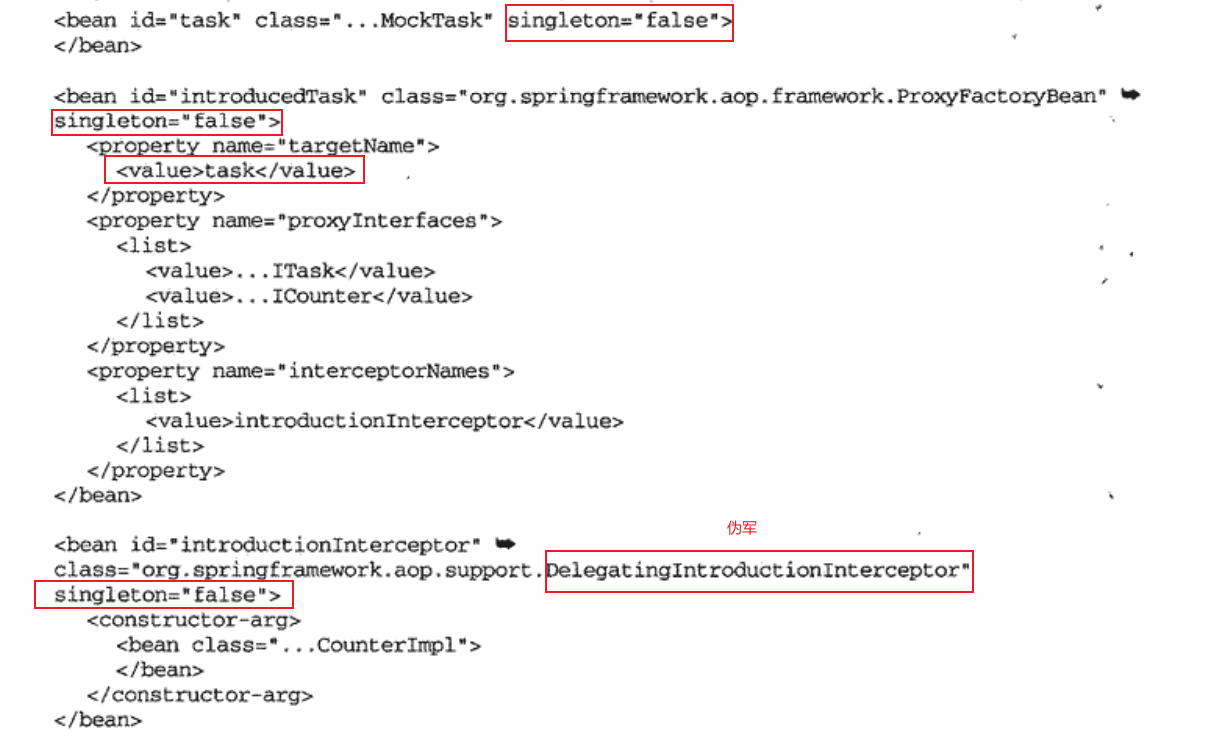 <bean id="task" class="...MockTask" singleton="false">
</bean>
<bean id="introducedTask" class="org.springframework.aop.framework.ProxyFactoryBean" ➥
singleton="false">
<property name="targetName">
<value>task</value>
</property>
<property name="proxyInterfaces">
<list>
<value>...ITask</value>
<value>...ICounter</value>
</list>
</property>
<property name="interceptorNames">
<list>
<value>introductionInterceptor</value>
</list>
</property>
</bean>
伪军
<bean id="introductionInterceptor" ➥
class="org.springframework.aop.support.DelegatingIntroductionInterceptor"
singleton="false">
<constructor-arg>
<bean class="...CounterImpl">
</bean>
</constructor-arg>
</bean>